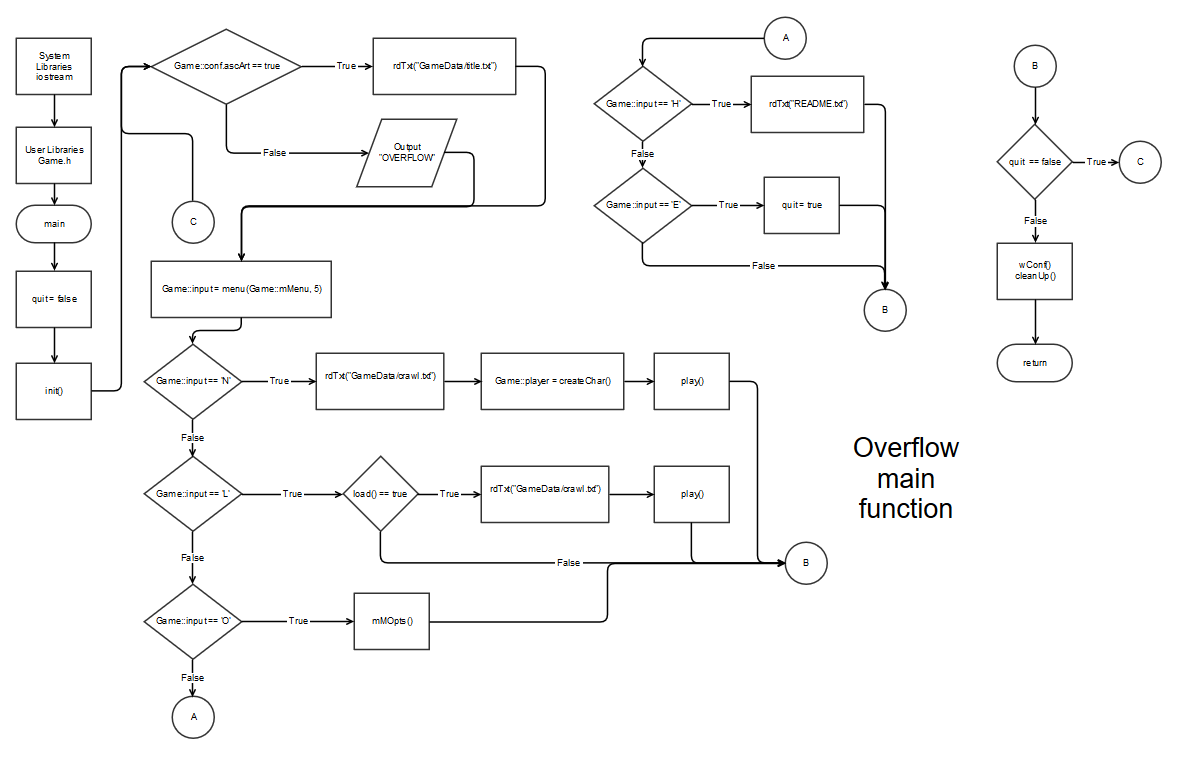 System
Libraries
iostream
User Libraries
Game.h
main
quit = false
init()
Game::conf.ascArt == true
True
rdTxt("GameData/title.txt")
False
Output
"OVERFLOW"
C
Game::input = menu(Game::mMenu, 5)
Game::input == 'N'
True
rdTxt("GameData/crawl.txt")
Game::player = createChar()
play()
False
Game::input == 'L'
True
load() == true
True
rdTxt("GameData/crawl.txt")
play()
False
False
B
Game::input == 'O'
True
mMOpts()
False
A
A
Game::input == 'H'
True
rdTxt("README.txt")
False
Game::input == 'E'
True
quit = true
False
B
B
quit == false
True
C
False
wConf()
cleanUp()
return
Overflow
main
function